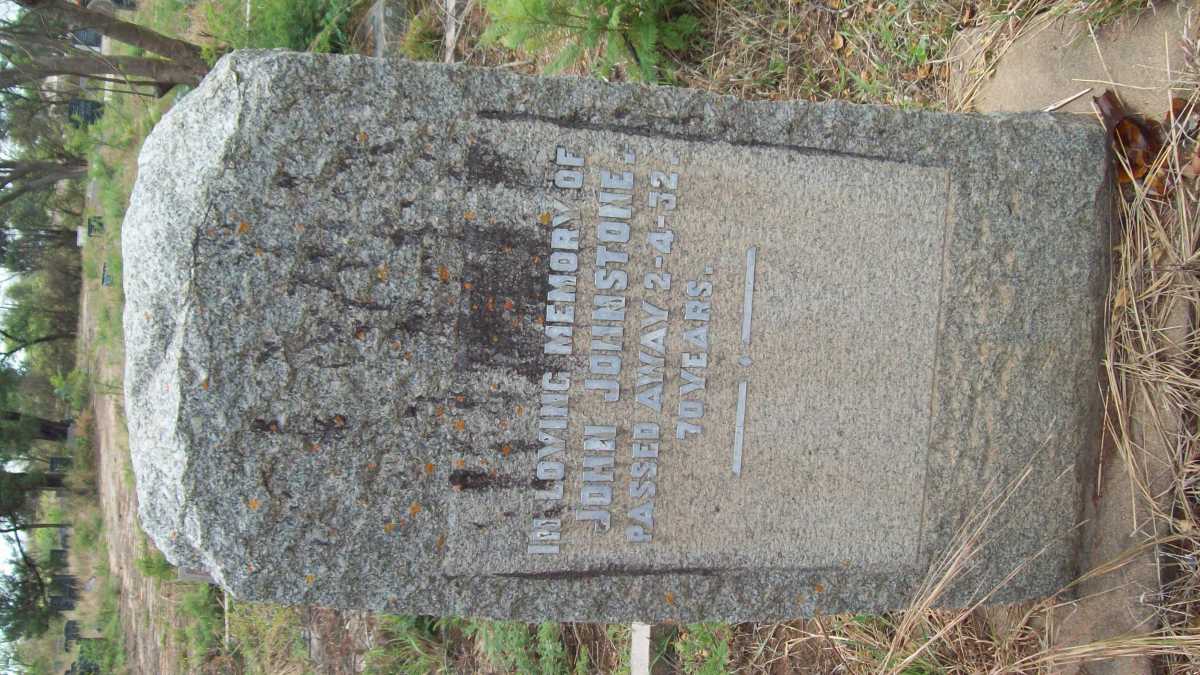 IN LOVING MEMORY OF
JOHN JOHNSTONE.
PASSED AWAY 2-4-32.
70 YEARS.